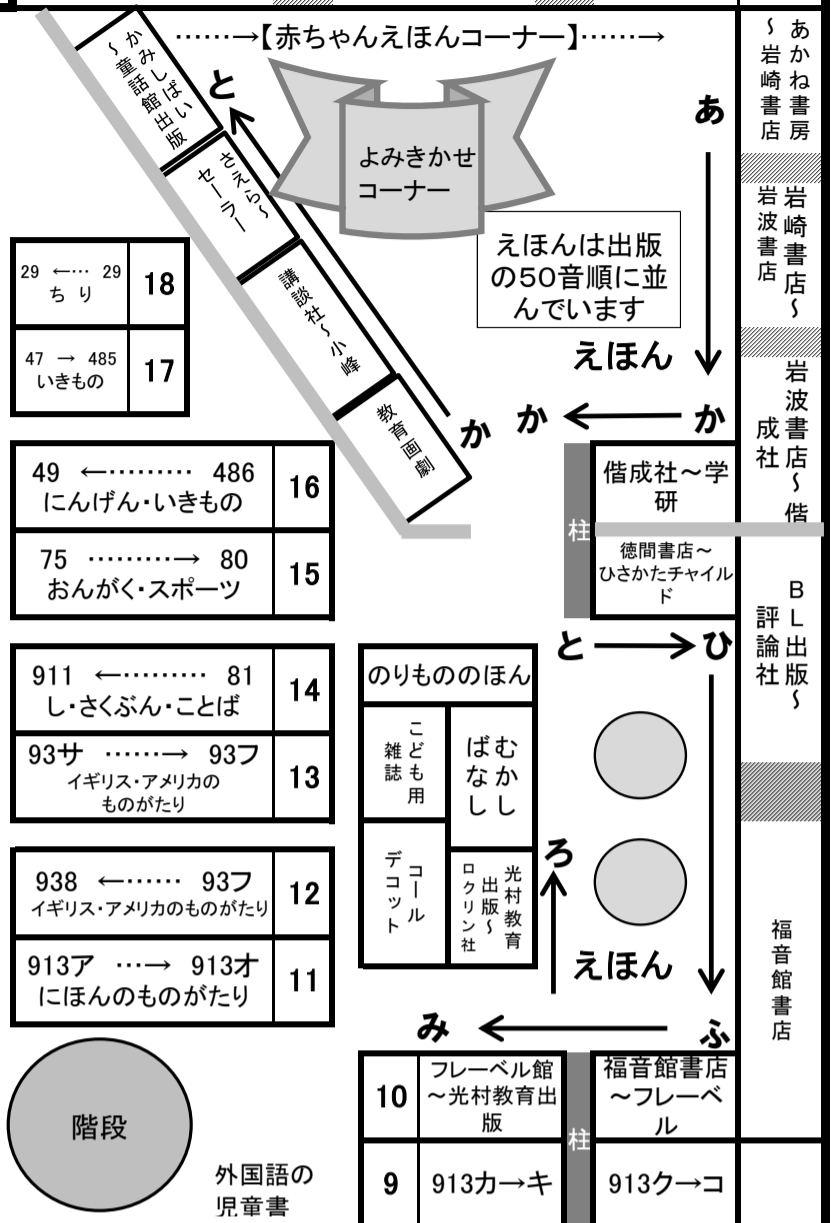 ……→【赤ちゃんえほんコーナー】……→
かみしばい
～童話館出版
と
さえら～
セーラー
講談社～小峰
教育画劇
よみきかせ
コーナー
えほんは出版
の50音順に並
んでいます
えほん
あ
か
か
か
あかね書房
～岩崎書店
岩崎書店～
岩波書店
岩波書店～偕
成社
BL出版～
評論社
福音館書店
29 ←… 29
ち り
18
47 → 485
いきもの
17
49 ←……… 486
にんげん・いきもの
16
75 ………→ 80
おんがく・スポーツ
15
柱
偕成社～学
研
徳間書店～
ひさかたチャイル
ド
と
ひ
911 ←……… 81
し・さくぶん・ことば
14
93サ ……→ 93フ
イギリス・アメリカの
ものがたり
13
のりもののほん
こども用
雑誌
むかし
ばなし
コール
デコット
光村教育
出版～
ロクリン社
ろ
えほん
938 ←…… 93フ
イギリス・アメリカのものがたり
12
913ア …→ 913オ
にほんのものがたり
11
み
ふ
階段
外国語の
児童書
10
フレーベル館
～光村教育出
版
柱
福音館書店
～フレーベ
ル
9
913カ→キ
913ク→コ